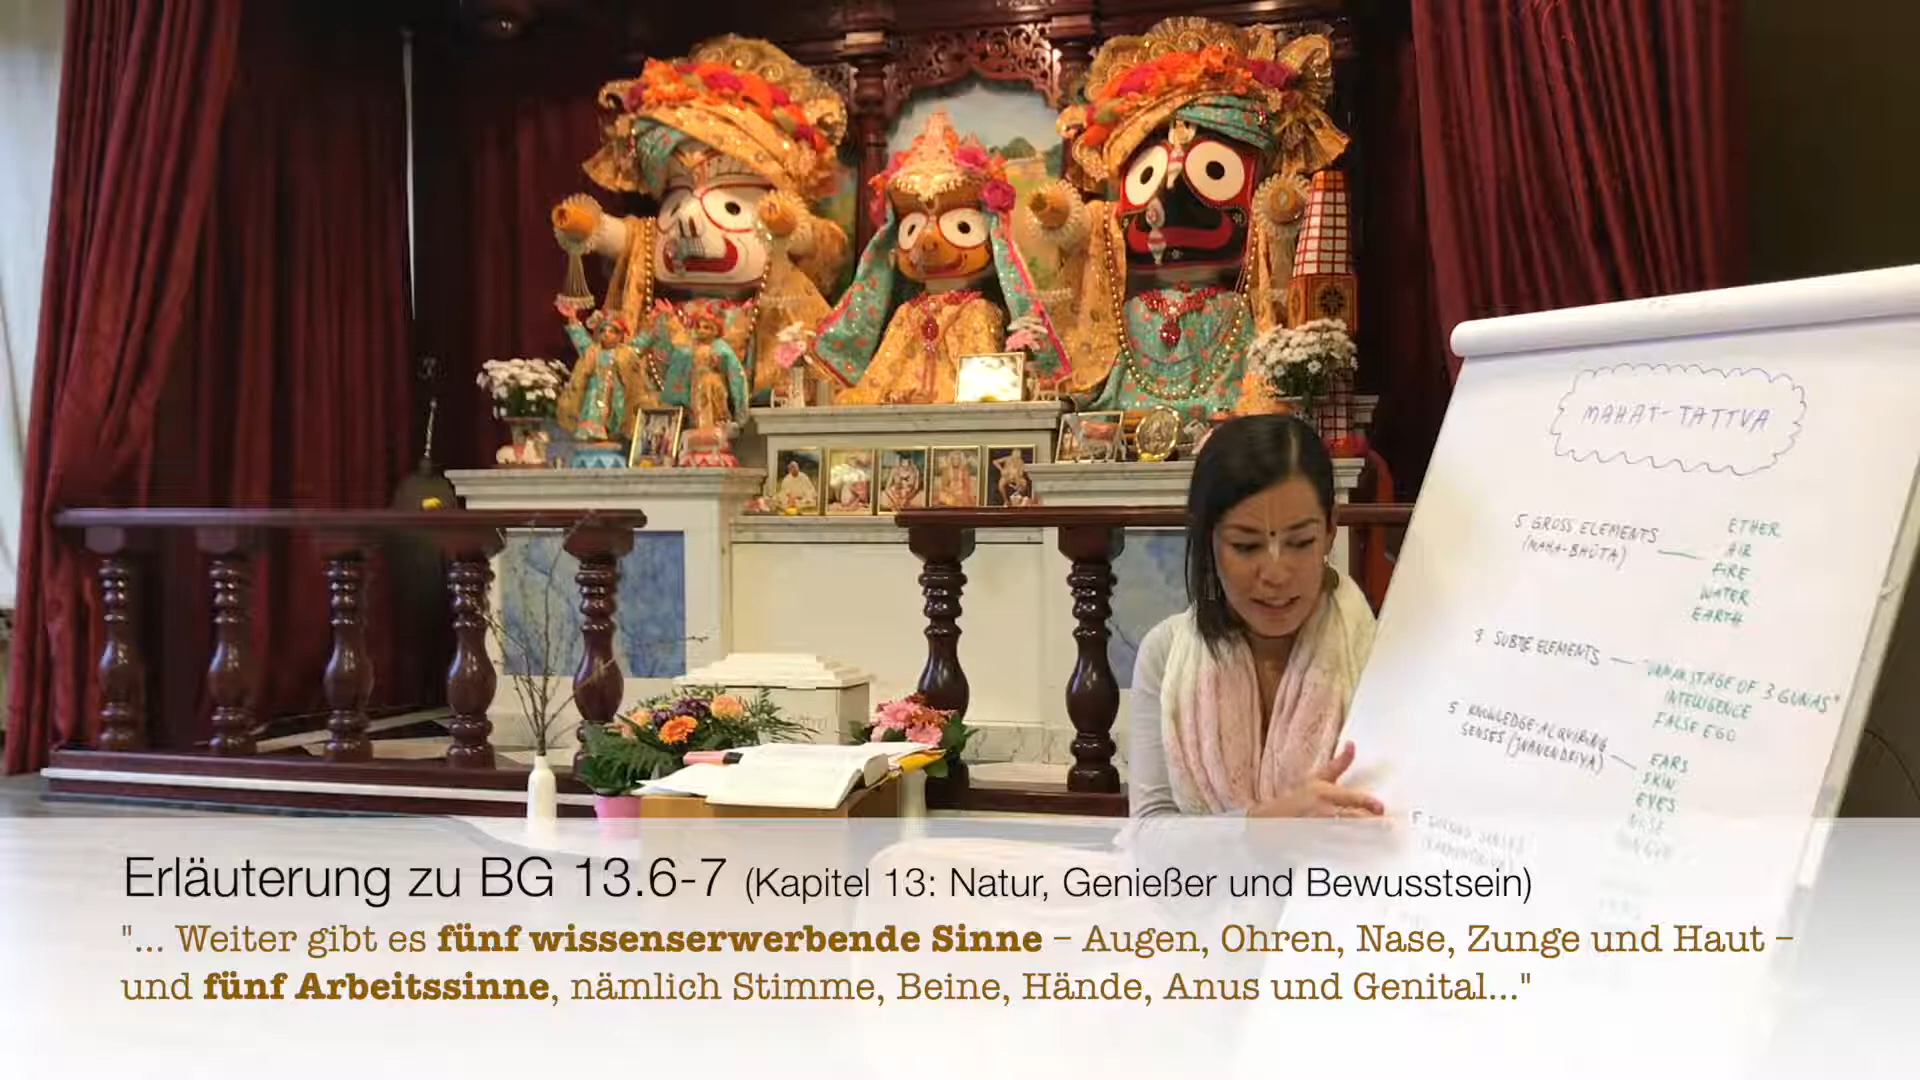 MAHAT-TATTVA
5 GROSS ELEMENTS
(MAHA-BHŪTA)
ETHER
AIR
FIRE
WATER
EARTH
3 SUBTE ELEMENTS
STAGE OF 3 GUNAS"
INTELLIGENCE
FALSE EGO
5 KNOWLEDGE-ACQUIRING
SENSES (JNANENDRIYA)
EARS
SKIN
EYES
NOSE
Erläuterung zu BG 13.6-7 (Kapitel 13: Natur, Genießer und Bewusstsein)
"... Weiter gibt es fünf wissenserwerbende Sinne – Augen, Ohren, Nase, Zunge und Haut –
und fünf Arbeitssinne, nämlich Stimme, Beine, Hände, Anus und Genital..."